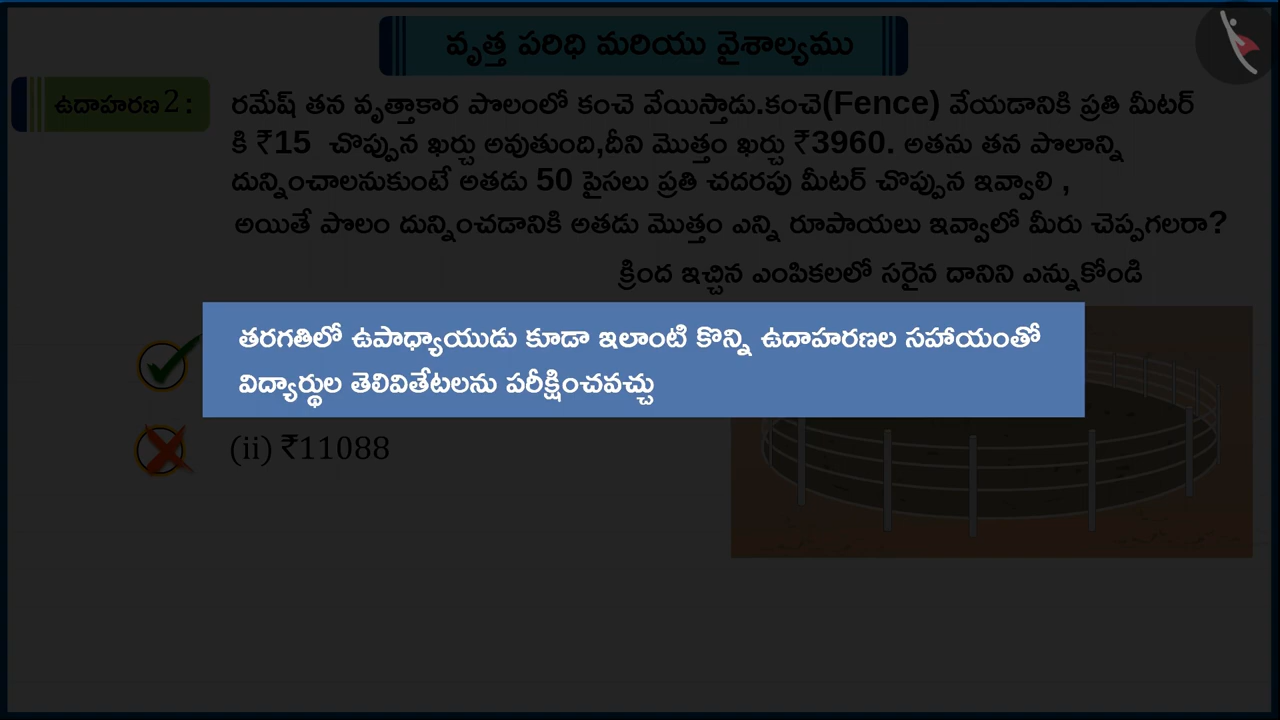 వృత్త పరిధి మరియు వైశాల్యము
ఉదాహరణ 2 :
రమేష్ తన వృత్తాకార పొలంలో కంచె వేయిస్తాడు.కంచె(Fence) వేయడానికి ప్రతి మీటర్
కి ₹15 చొప్పున ఖర్చు అవుతుంది,దీని మొత్తం ఖర్చు ₹3960. అతను తన పొలాన్ని
దున్నించాలనుకుంటే అతడు 50 పైసలు ప్రతి చదరపు మీటర్ చొప్పున ఇవ్వాలి ,
అయితే పొలం దున్నించడానికి అతడు మొత్తం ఎన్ని రూపాయలు ఇవ్వాలో మీరు చెప్పగలరా?
క్రింద ఇచ్చిన ఎంపికలలో సరైన దానిని ఎన్నుకోండి
తరగతిలో ఉపాధ్యాయుడు కూడా ఇలాంటి కొన్ని ఉదాహరణల సహాయంతో
విద్యార్థుల తెలివితేటలను పరీక్షించవచ్చు
(ii) ₹11088